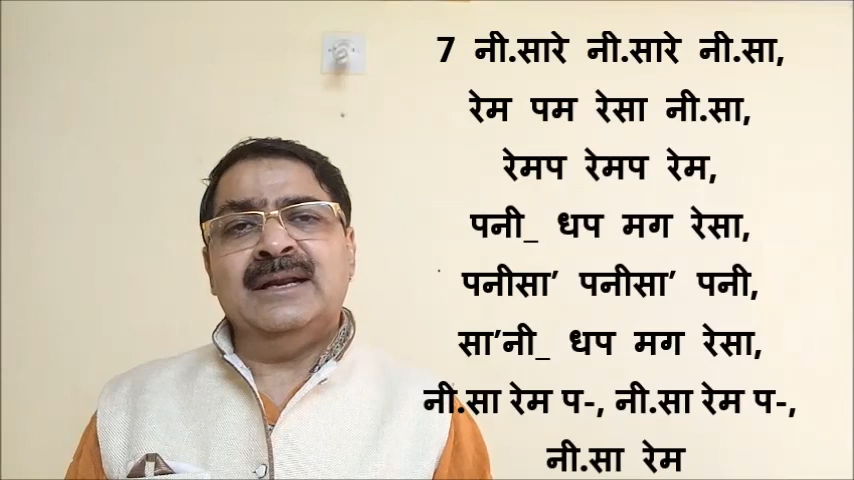 7 नी.सारे नी.सारे नी.सा,
रेम पम रेसा नी.सा,
रेमप रेमप रेम,
पनी_ धप मग रेसा,
पनीसा’ पनीसा’ पनी,
सा’नी_ धप मग रेसा,
नी.सा रेम प-, नी.सा रेम प-,
नी.सा रेम